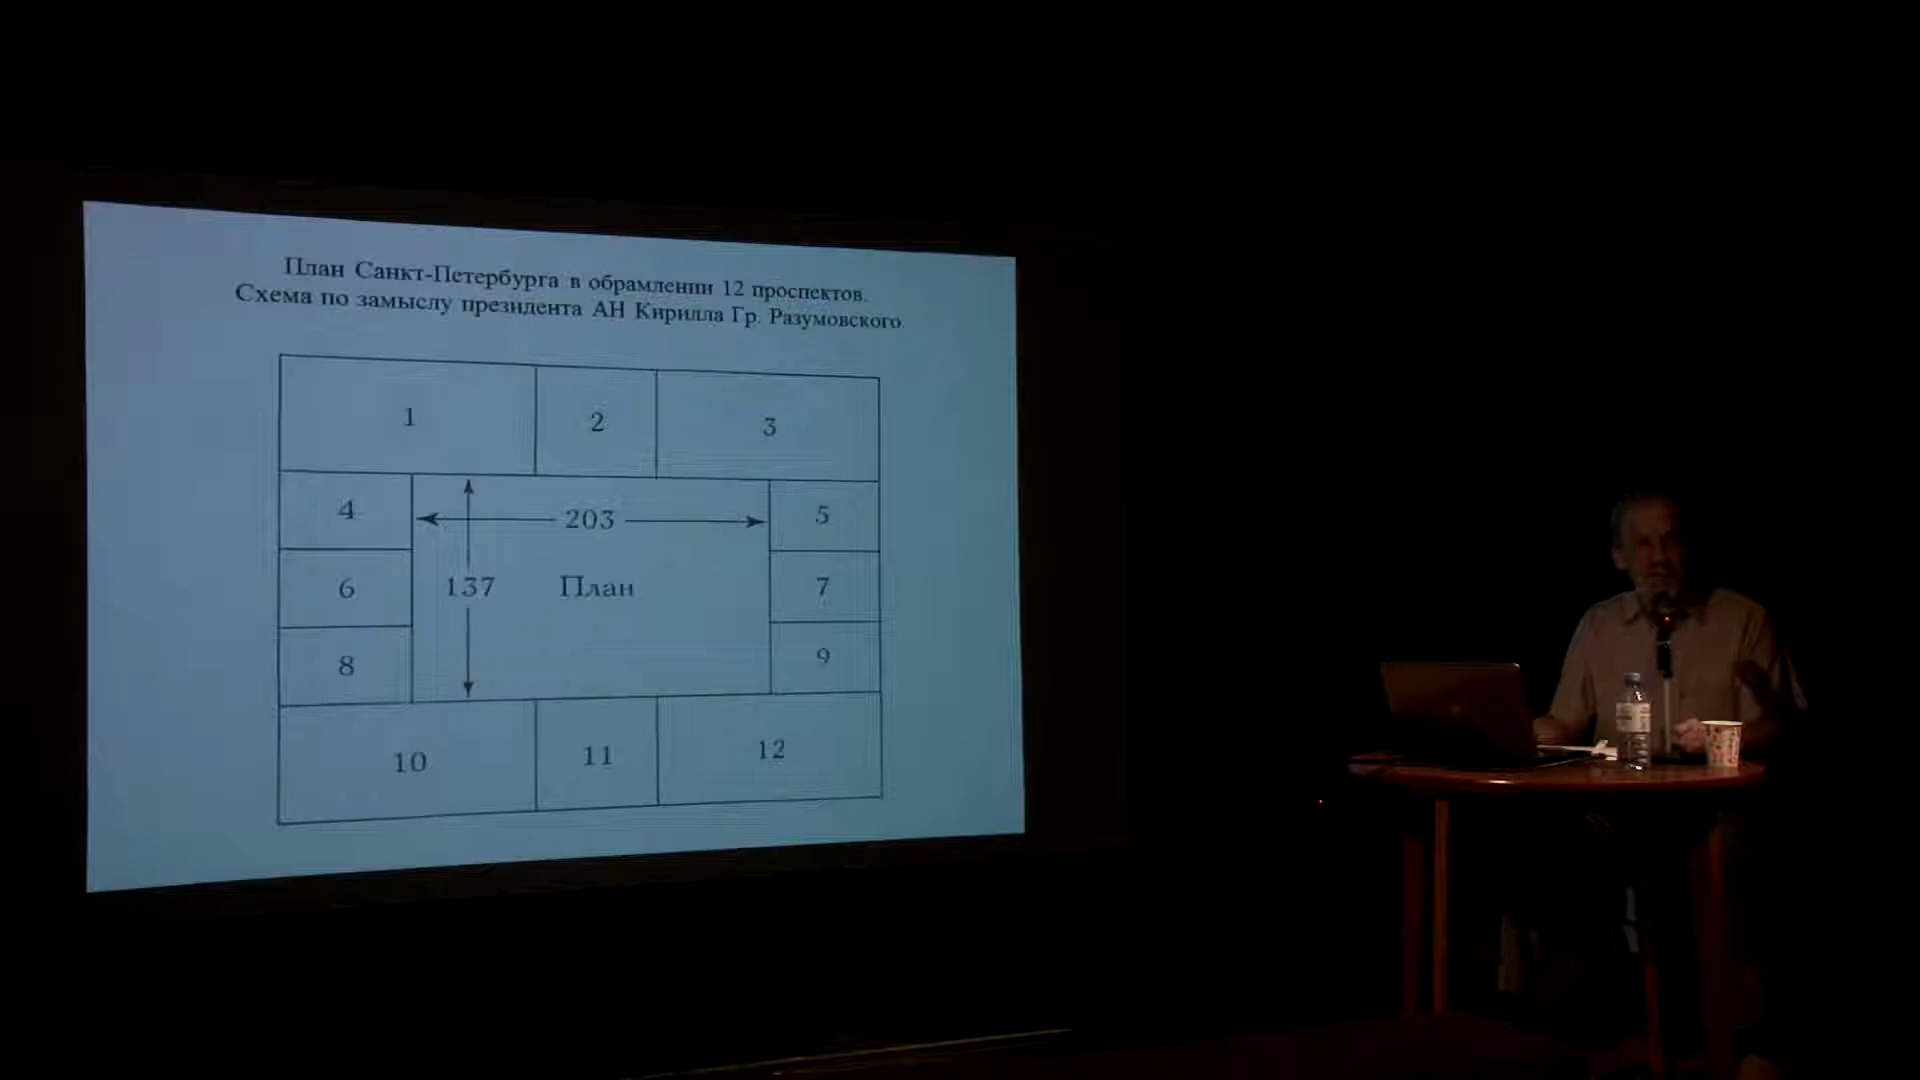 План Санкт-Петербурга в обрамлении 12 проспектов.
Схема по замыслу президента АН Кирилла Гр. Разумовского.
1 2 3
4 203 5
6 137 План 7
8 9
10 11 12